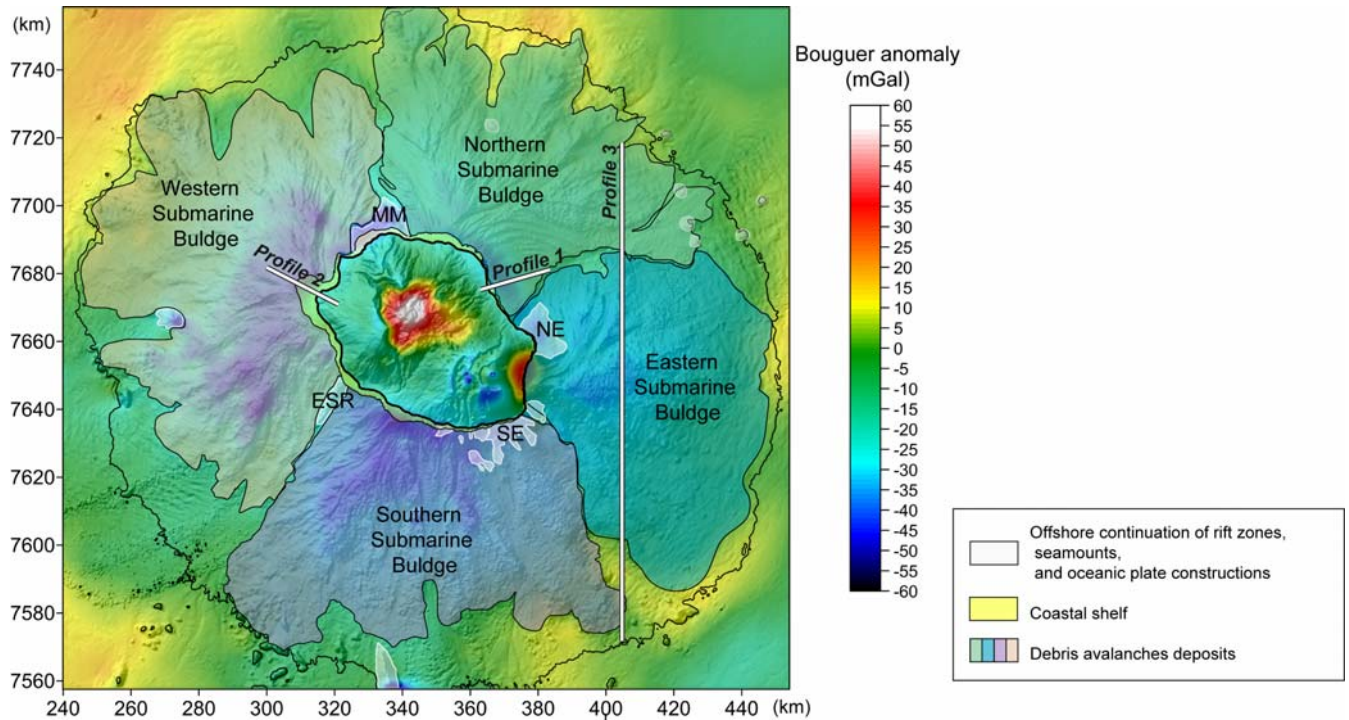 (km)
7740
7720
7700
7680
7660
7640
7620
7600
7580
7560
240 260 280 300 320 340 360 380 400 420 440 (km)
Northern
Submarine
Buldge
Western
Submarine
Buldge
MM
Profile 1
Profile 2
Profile 3
NE
Eastern
Submarine
Buldge
ESR
SE
Southern
Submarine
Buldge
Bouguer anomaly
(mGal)
60
55
50
45
40
35
30
25
20
15
10
5
0
-5
-10
-15
-20
-25
-30
-35
-40
-45
-50
-55
-60
Offshore continuation of rift zones,
seamounts,
and oceanic plate constructions
Coastal shelf
Debris avalanches deposits